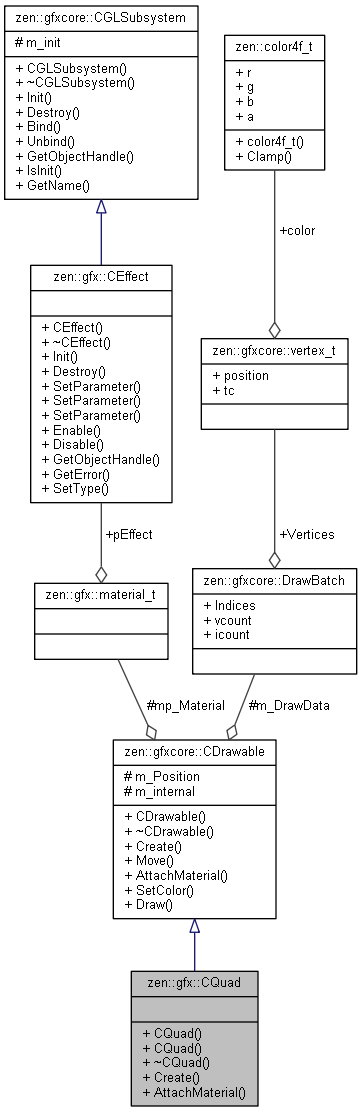 zen::gfxcore::CGLSubsystem
# m_init
+ CGLSubsystem()
+ ~CGLSubsystem()
+ Init()
+ Destroy()
+ Bind()
+ Unbind()
+ GetObjectHandle()
+ IsInit()
+ GetName()
zen::color4f_t
+ r
+ g
+ b
+ a
+ color4f_t()
+ Clamp()
+color
zen::gfx::CEffect
+ CEffect()
+ ~CEffect()
+ Init()
+ Destroy()
+ SetParameter()
+ SetParameter()
+ SetParameter()
+ Enable()
+ Disable()
+ GetObjectHandle()
+ GetError()
+ SetType()
zen::gfxcore::vertex_t
+ position
+ tc
+pEffect
+Vertices
zen::gfx::material_t
zen::gfxcore::DrawBatch
+ Indices
+ vcount
+ icount
#mp_Material
#m_DrawData
zen::gfxcore::CDrawable
# m_Position
# m_internal
+ CDrawable()
+ ~CDrawable()
+ Create()
+ Move()
+ AttachMaterial()
+ SetColor()
+ Draw()
zen::gfx::CQuad
+ CQuad()
+ CQuad()
+ ~CQuad()
+ Create()
+ AttachMaterial()